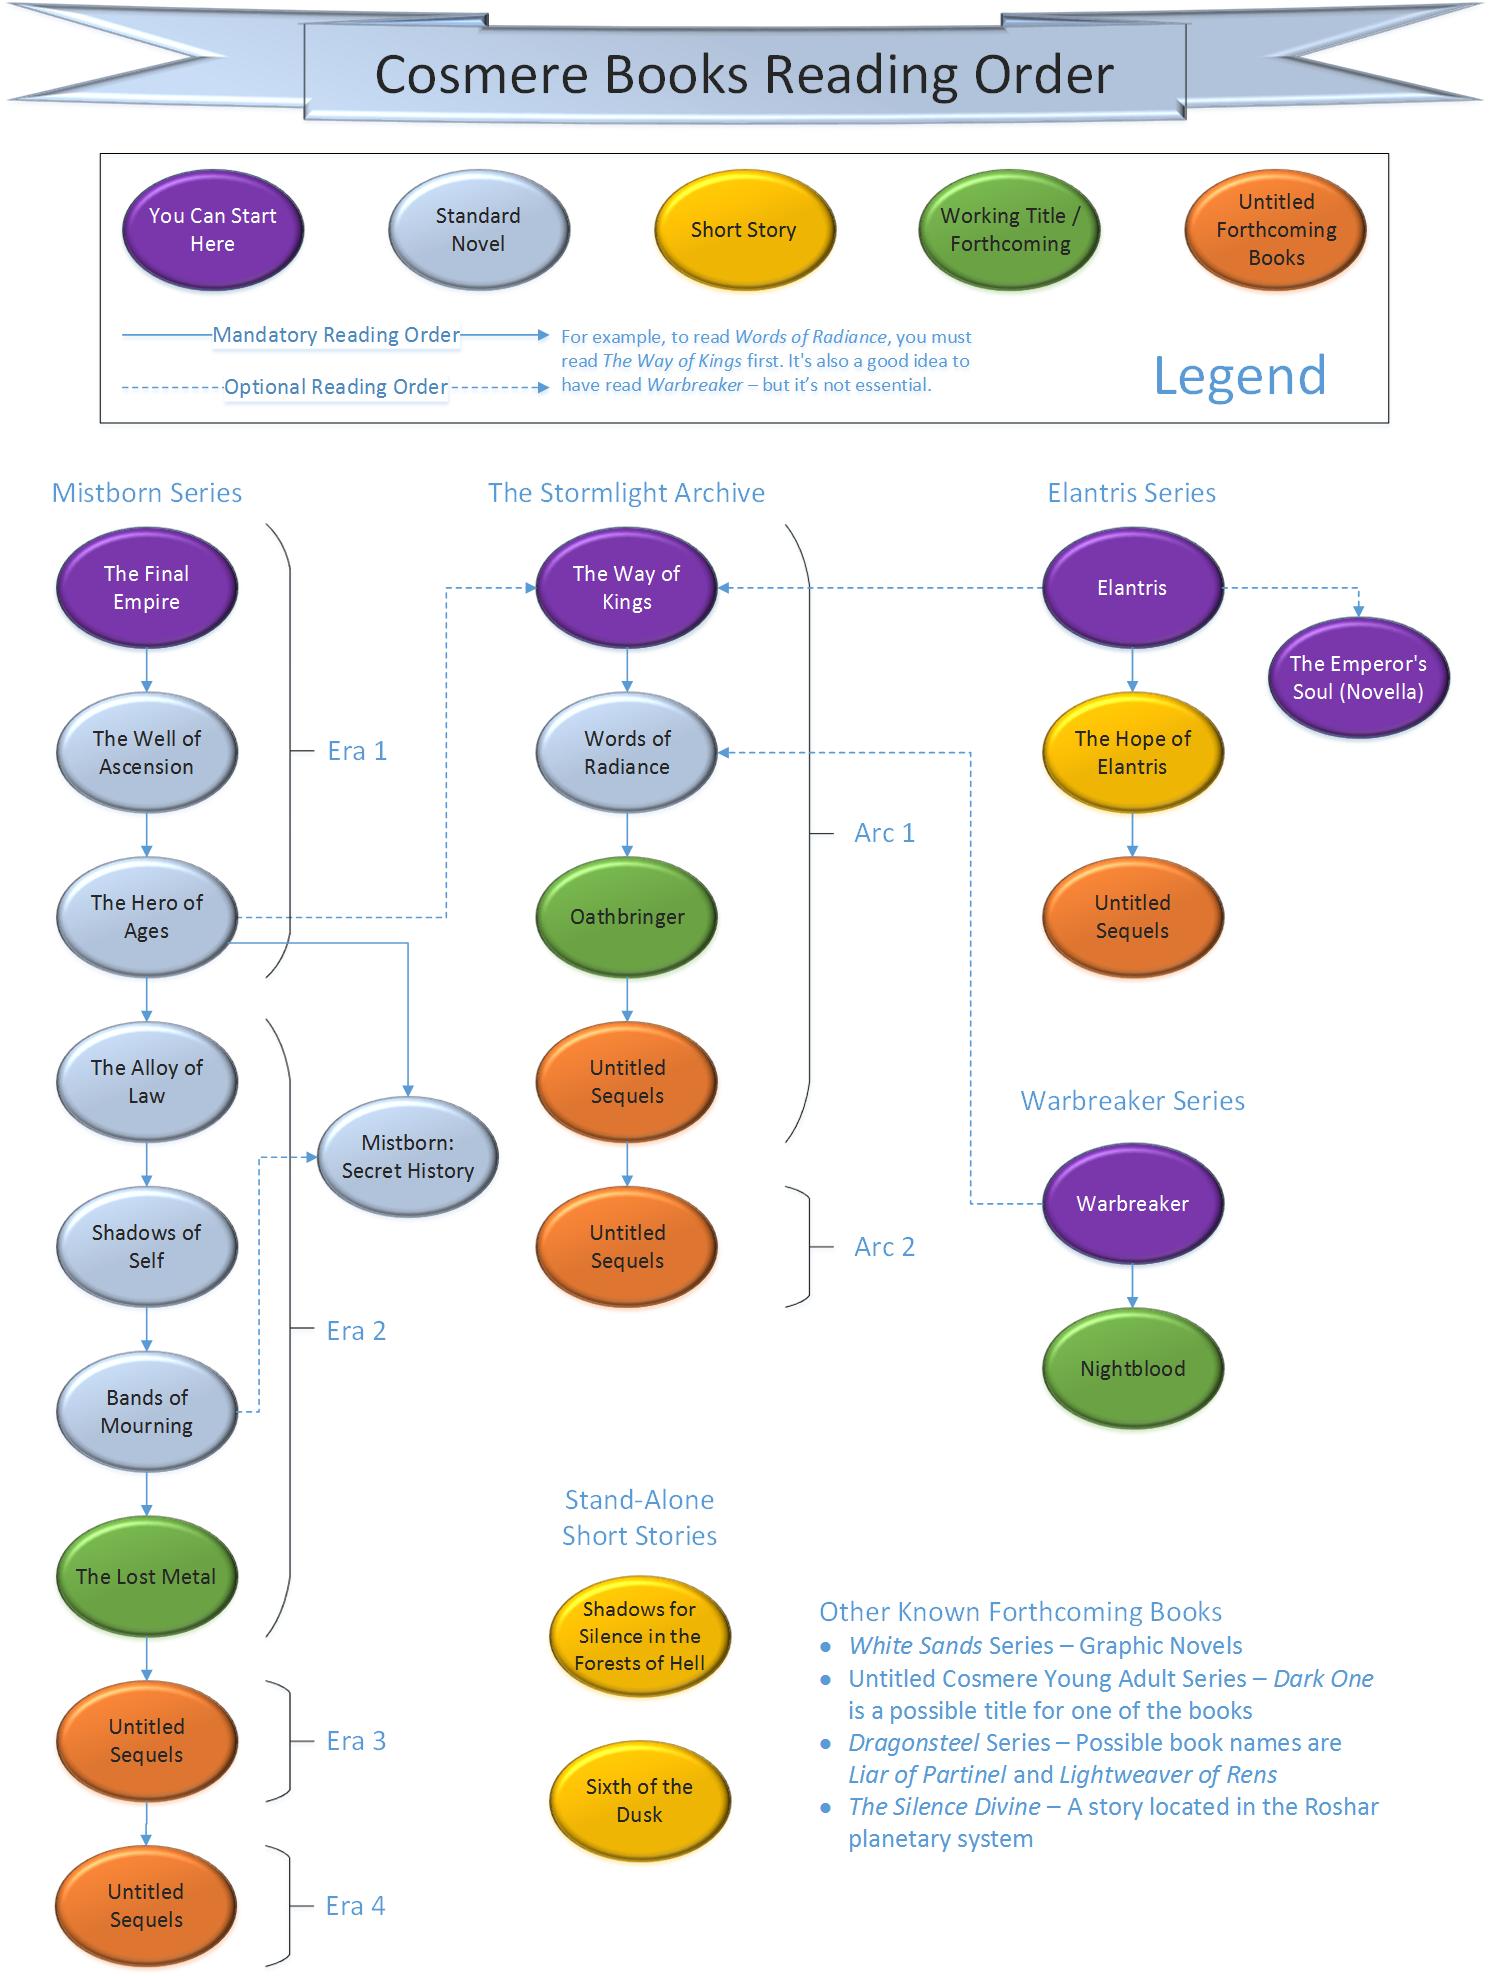 Cosmere Books Reading Order
You Can Start
Here
Standard
Novel
Short Story
Working Title /
Forthcoming
Untitled
Forthcoming
Books
Mandatory Reading Order
Optional Reading Order
For example, to read Words of Radiance, you must
read The Way of Kings first. It's also a good idea to
have read Warbreaker – but it's not essential.
Legend
Mistborn Series
The Final
Empire
The Well of
Ascension
The Hero of
Ages
Era 1
The Alloy of
Law
Shadows of
Self
Bands of
Mourning
The Lost Metal
Era 2
Mistborn:
Secret History
Untitled
Sequels
Era 3
Untitled
Sequels
Era 4
The Stormlight Archive
The Way of
Kings
Words of
Radiance
Oathbringer
Untitled
Sequels
Arc 1
Untitled
Sequels
Arc 2
Elantris Series
Elantris
The Emperor's
Soul (Novella)
The Hope of
Elantris
Untitled
Sequels
Warbreaker Series
Warbreaker
Nightblood
Stand-Alone
Short Stories
Shadows for
Silence in the
Forests of Hell
Sixth of the
Dusk
Other Known Forthcoming Books
• White Sands Series – Graphic Novels
• Untitled Cosmere Young Adult Series – Dark One
is a possible title for one of the books
• Dragonsteel Series – Possible book names are
Liar of Partinel and Lightweaver of Rens
• The Silence Divine – A story located in the Roshar
planetary system